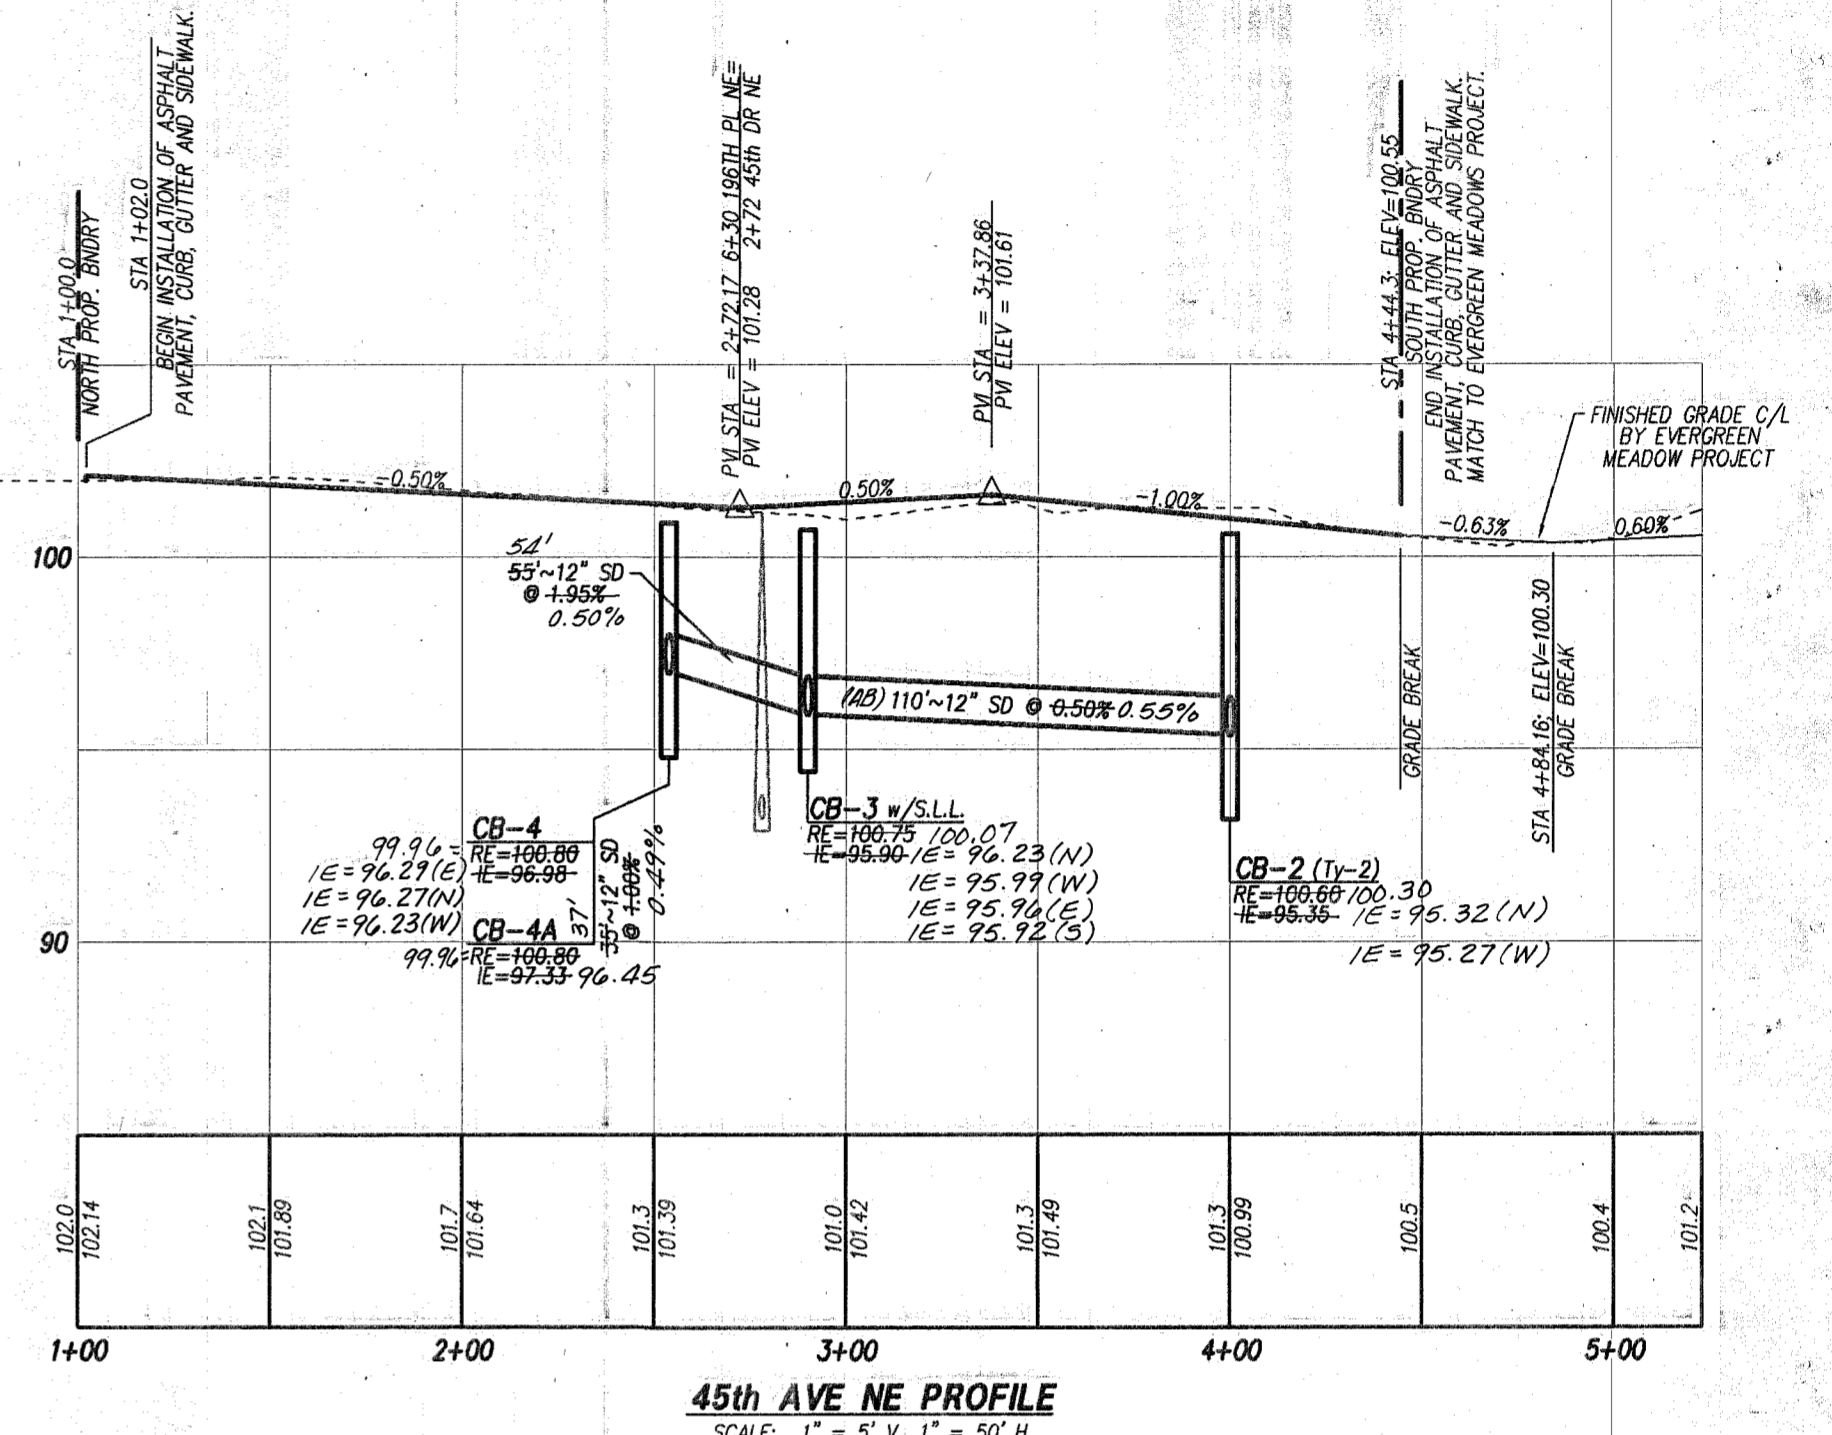 STA 1+00.0
NORTH PROP. BNDRY
STA 1+02.0
BEGIN INSTALLATION OF ASPHALT
PAVEMENT, CURB, GUTTER AND SIDEWALK.
PVI STA = 2+72.17 6+30 196TH PL NE=
PVI ELEV = 101.28 2+72 45th DR NE
PVI STA = 3+37.86
PVI ELEV = 101.61
STA 4+44.3; ELEV=100.55
SOUTH PROP. BNDRY
END INSTALLATION OF ASPHALT
PAVEMENT, CURB, GUTTER AND SIDEWALK.
MATCH TO EVERGREEN MEADOWS PROJECT.
FINISHED GRADE C/L
BY EVERGREEN
MEADOW PROJECT
-0.50%
0.50%
-1.00%
-0.63%
0.60%
100
54'
55'~12" SD
@ 1.95%
0.50%
(AB) 110'~12" SD @ 0.50% 0.55%
GRADE BREAK
STA 4+84.16; ELEV=100.30
GRADE BREAK
CB-4
99.96 = RE=100.80
IE=96.29(E) IE=96.98
IE=96.27(N)
IE=96.23(W)
CB-4A
99.96=RE=100.80
IE=97.33 96.45
37'
35'~12" SD
@ 1.00%
0.49%
CB-3 w/S.L.L.
RE=100.75 100.07
IE=95.90 IE=96.23(N)
IE=95.99(W)
IE=95.96(E)
IE=95.92(S)
CB-2 (Ty-2)
RE=100.60 100.30
IE=95.35 IE=95.32(N)
IE=95.27(W)
90
102.0
102.14
102.1
101.89
101.7
101.64
101.3
101.39
101.0
101.42
101.3
101.49
101.3
100.99
100.5
100.4
101.2
1+00
2+00
3+00
4+00
5+00
45th AVE NE PROFILE
SCALE: 1" = 5' V, 1" = 50' H